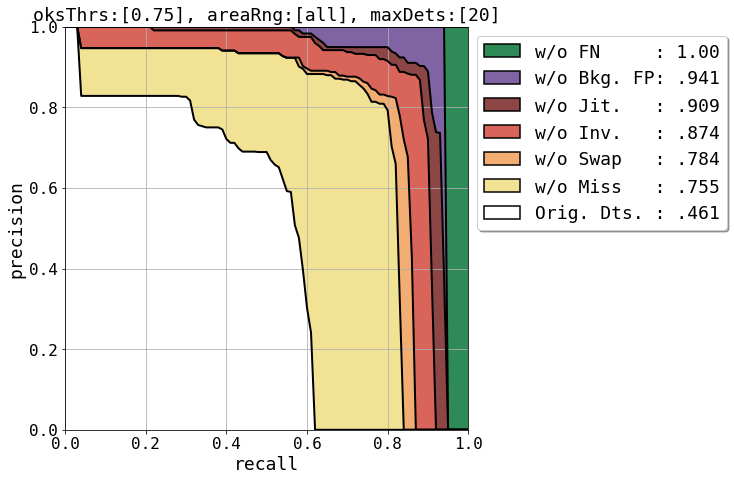 oksThrs:[0.75], areaRng:[all], maxDets:[20]
1.0
0.8
0.6
0.4
0.2
0.0
precision
0.0 0.2 0.4 0.6 0.8 1.0
recall
w/o FN : 1.00
w/o Bkg. FP: .941
w/o Jit. : .909
w/o Inv. : .874
w/o Swap : .784
w/o Miss : .755
Orig. Dts. : .461